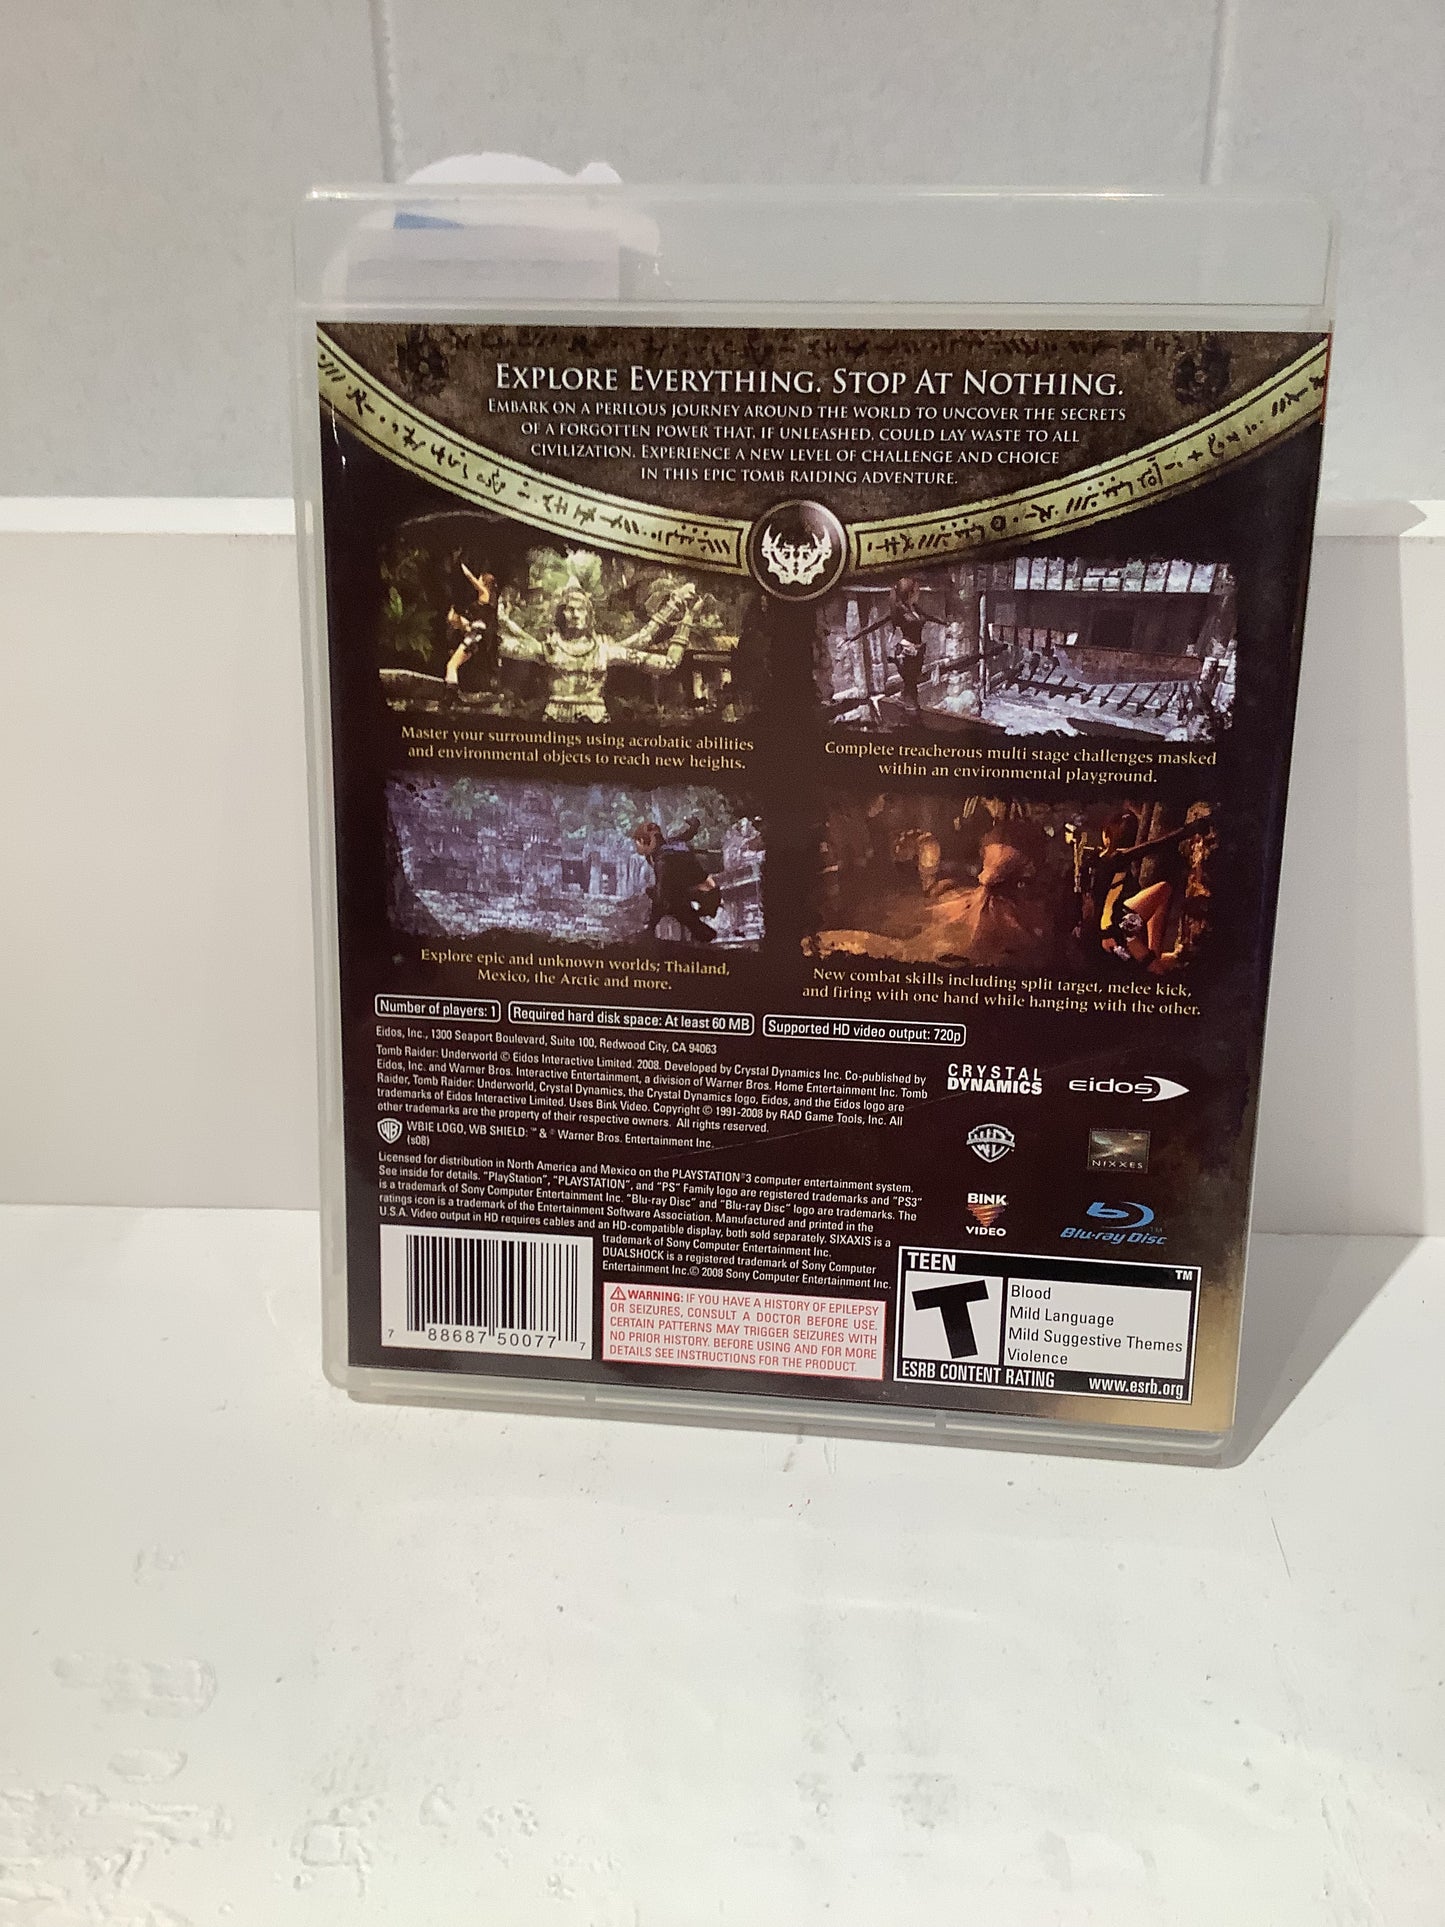 EXPLORE EVERYTHING. STOP AT NOTHING.
EMBARK ON A PERILOUS JOURNEY AROUND THE WORLD TO UNCOVER THE SECRETS
OF A FORGOTTEN POWER THAT, IF UNLEASHED, COULD LAY WASTE TO ALL
CIVILIZATION. EXPERIENCE A NEW LEVEL OF CHALLENGE AND CHOICE
IN THIS EPIC TOMB RAIDING ADVENTURE.
Master your surroundings using acrobatic abilities
and environmental objects to reach new heights.
Complete treacherous multi stage challenges masked
within an environmental playground.
Explore epic and unknown worlds; Thailand,
Mexico, the Arctic and more.
New combat skills including split target, melee kick,
and firing with one hand while hanging with the other.
Number of players: 1
Required hard disk space: At least 60 MB
Supported HD video output: 720p
Eidos, Inc., 1300 Seaport Boulevard, Suite 100, Redwood City, CA 94063
Tomb Raider: Underworld © Eidos Interactive Limited. 2008. Developed by Crystal Dynamics Inc. Co-published by
Eidos, Inc. and Warner Bros. Interactive Entertainment, a division of Warner Bros. Home Entertainment Inc. Tomb
Raider, Tomb Raider: Underworld, Crystal Dynamics, the Crystal Dynamics logo, Eidos, and the Eidos logo are
trademarks of Eidos Interactive Limited. Uses Bink Video. Copyright © 1991-2008 by RAD Game Tools, Inc. All
other trademarks are the property of their respective owners. All rights reserved.
WB WBIE LOGO, WB SHIELD: ™ & © Warner Bros. Entertainment Inc.
(s08)
Licensed for distribution in North America and Mexico on the PLAYSTATION®3 computer entertainment system.
See inside for details. "PlayStation", "PLAYSTATION", and "PS" Family logo are registered trademarks and "PS3"
is a trademark of Sony Computer Entertainment Inc. "Blu-ray Disc" and "Blu-ray Disc" logo are trademarks. The
ratings icon is a trademark of the Entertainment Software Association. Manufactured and printed in the
U.S.A. Video output in HD requires cables and an HD-compatible display, both sold separately. SIXAXIS is a
trademark of Sony Computer Entertainment Inc.
DUALSHOCK is a registered trademark of Sony Computer
Entertainment Inc.© 2008 Sony Computer Entertainment Inc.
CRYSTAL
DYNAMICS
eidos
WB
NIXXES
BINK
VIDEO
Blu-ray Disc™
7 88687 50077 7
WARNING: IF YOU HAVE A HISTORY OF EPILEPSY
OR SEIZURES, CONSULT A DOCTOR BEFORE USE.
CERTAIN PATTERNS MAY TRIGGER SEIZURES WITH
NO PRIOR HISTORY. BEFORE USING AND FOR MORE
DETAILS SEE INSTRUCTIONS FOR THE PRODUCT.
TEEN ™
T
Blood
Mild Language
Mild Suggestive Themes
Violence
ESRB CONTENT RATING www.esrb.org